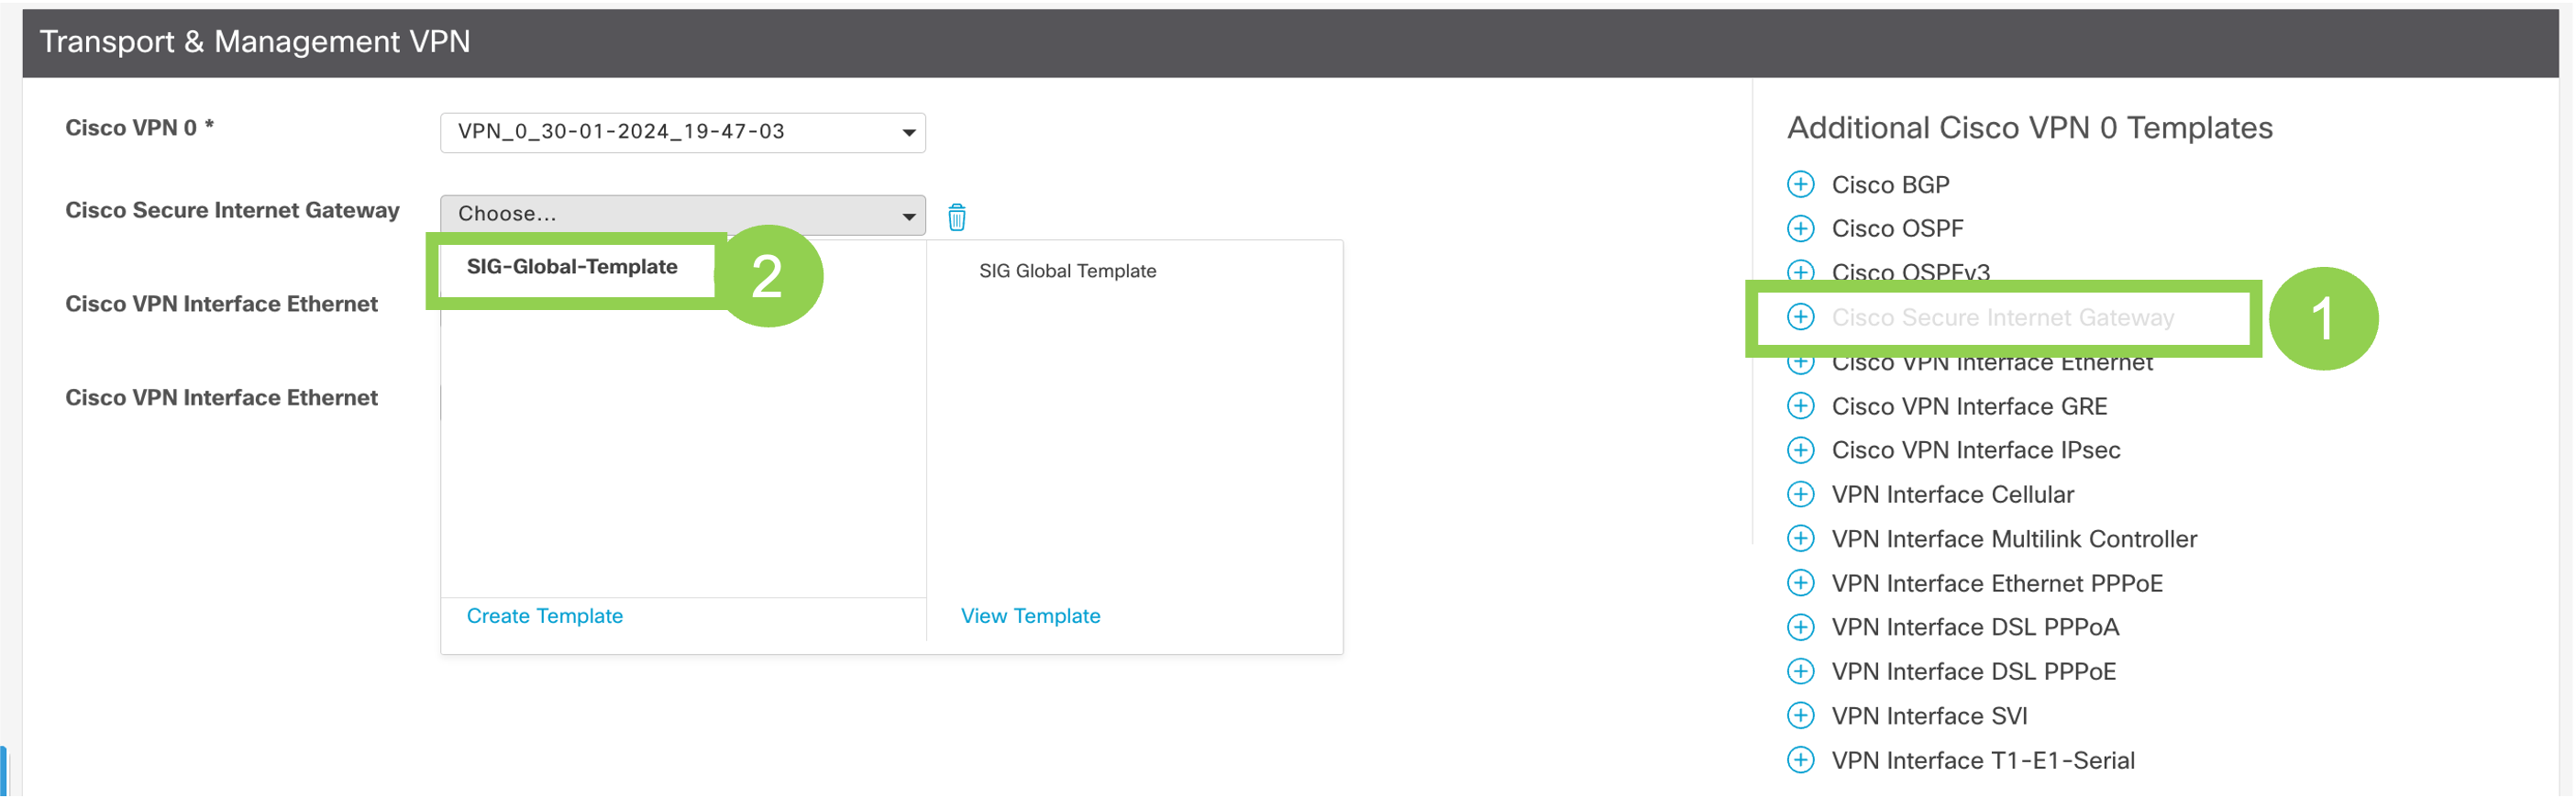 Transport & Management VPN
Cisco VPN 0 *
VPN_0_30-01-2024_19-47-03
Cisco Secure Internet Gateway
Choose...
SIG-Global-Template
2
SIG Global Template
Cisco VPN Interface Ethernet
Cisco VPN Interface Ethernet
Create Template
View Template
Additional Cisco VPN 0 Templates
Cisco BGP
Cisco OSPF
Cisco OSPFv3
Cisco Secure Internet Gateway
1
Cisco VPN Interface Ethernet
Cisco VPN Interface GRE
Cisco VPN Interface IPsec
VPN Interface Cellular
VPN Interface Multilink Controller
VPN Interface Ethernet PPPoE
VPN Interface DSL PPPoA
VPN Interface DSL PPPoE
VPN Interface SVI
VPN Interface T1-E1-Serial